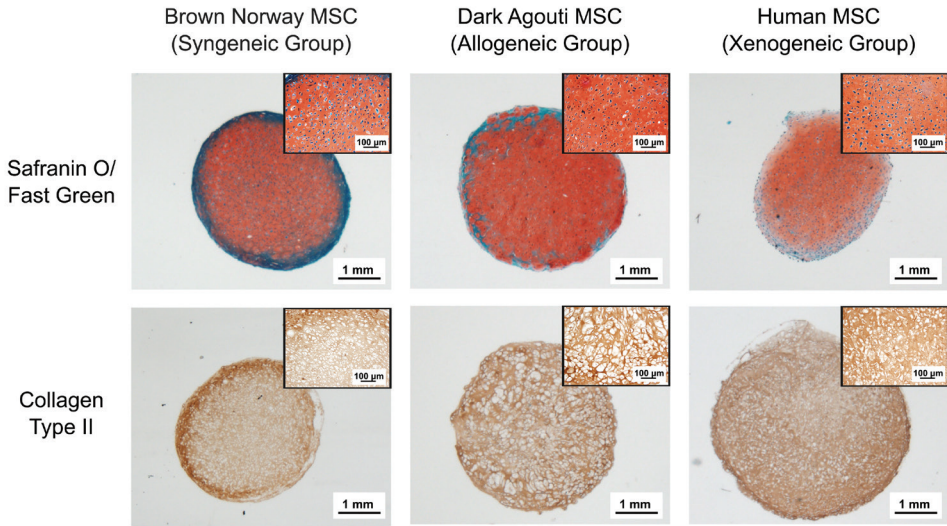 Brown Norway MSC
(Syngeneic Group)
Dark Agouti MSC
(Allogeneic Group)
Human MSC
(Xenogeneic Group)
Safranin O/
Fast Green
100 µm
1 mm
100 µm
1 mm
100 µm
1 mm
Collagen
Type II
100 µm
1 mm
100 µm
1 mm
100 µm
1 mm